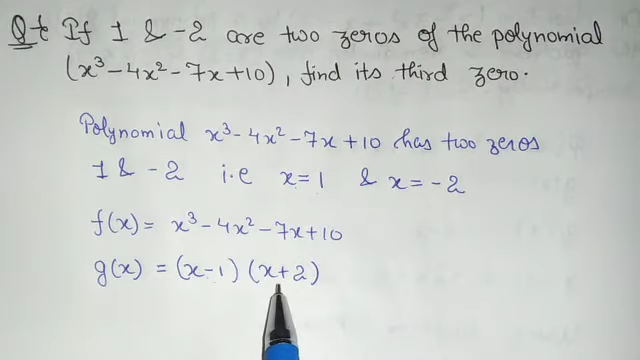 Q† If 1 & -2 are two zeros of the polynomial
(x³-4x²-7x+10), find its third zero.
Polynomial x³-4x²-7x+10 has two zeros
1 & -2 i.e x=1 & x=-2
f(x)= x³-4x²-7x+10
g(x) = (x-1) (x+2)